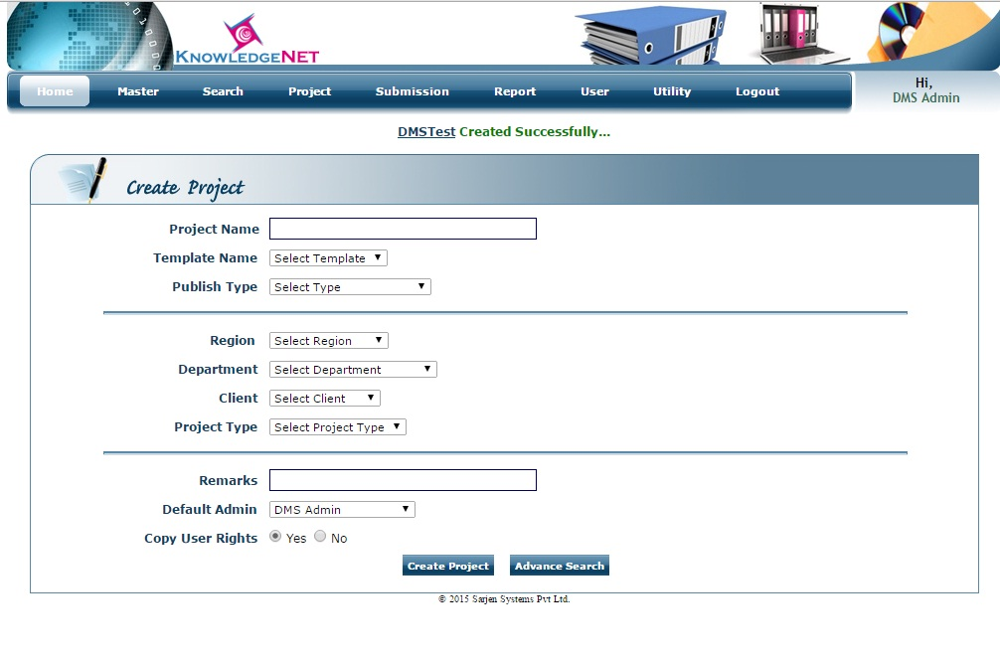 KNOWLEDGENET
Home Master Search Project Submission Report User Utility Logout
Hi,
DMS Admin
DMSTest Created Successfully...
Create Project
Project Name
Template Name Select Template
Publish Type Select Type
Region Select Region
Department Select Department
Client Select Client
Project Type Select Project Type
Remarks
Default Admin DMS Admin
Copy User Rights Yes No
Create Project Advance Search
© 2015 Sarjen Systems Pvt Ltd.